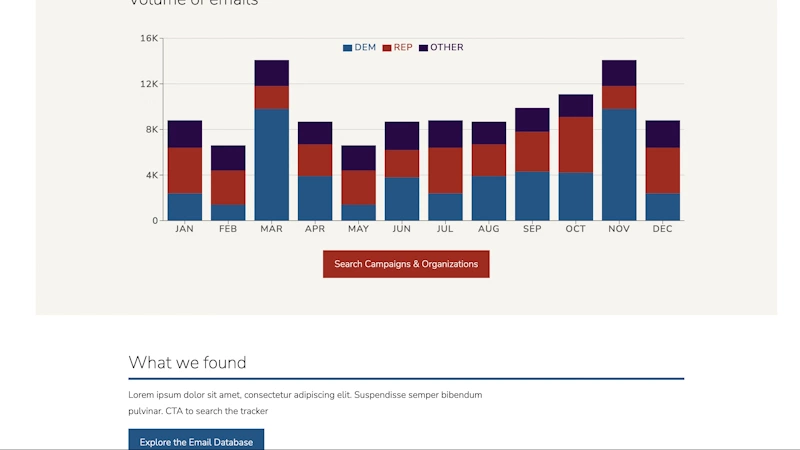 Volume of emails
16K
DEM REP OTHER
12K
8K
4K
0
JAN FEB MAR APR MAY JUN JUL AUG SEP OCT NOV DEC
Search Campaigns & Organizations
What we found
Lorem ipsum dolor sit amet, consectetur adipiscing elit. Suspendisse semper bibendum
pulvinar. CTA to search the tracker
Explore the Email Database